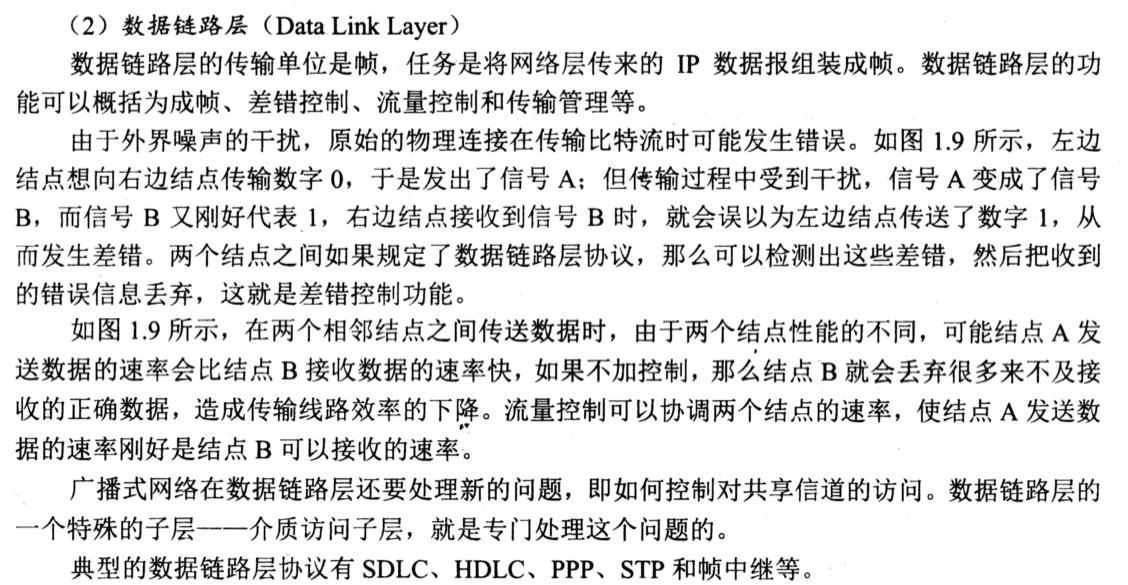 （2）数据链路层（Data Link Layer）
数据链路层的传输单位是帧，任务是将网络层传来的 IP 数据报组装成帧。数据链路层的功
能可以概括为成帧、差错控制、流量控制和传输管理等。
由于外界噪声的干扰，原始的物理连接在传输比特流时可能发生错误。如图 1.9 所示，左边
结点想向右边结点传输数字 0，于是发出了信号 A；但传输过程中受到干扰，信号 A 变成了信号
B，而信号 B 又刚好代表 1，右边结点接收到信号 B 时，就会误以为左边结点传送了数字 1，从
而发生差错。两个结点之间如果规定了数据链路层协议，那么可以检测出这些差错，然后把收到
的错误信息丢弃，这就是差错控制功能。
如图 1.9 所示，在两个相邻结点之间传送数据时，由于两个结点性能的不同，可能结点 A 发
送数据的速率会比结点 B 接收数据的速率快，如果不加控制，那么结点 B 就会丢弃很多来不及接
收的正确数据，造成传输线路效率的下降。流量控制可以协调两个结点的速率，使结点 A 发送数
据的速率刚好是结点 B 可以接收的速率。
广播式网络在数据链路层还要处理新的问题，即如何控制对共享信道的访问。数据链路层的
一个特殊的子层——介质访问子层，就是专门处理这个问题的。
典型的数据链路层协议有 SDLC、HDLC、PPP、STP 和帧中继等。